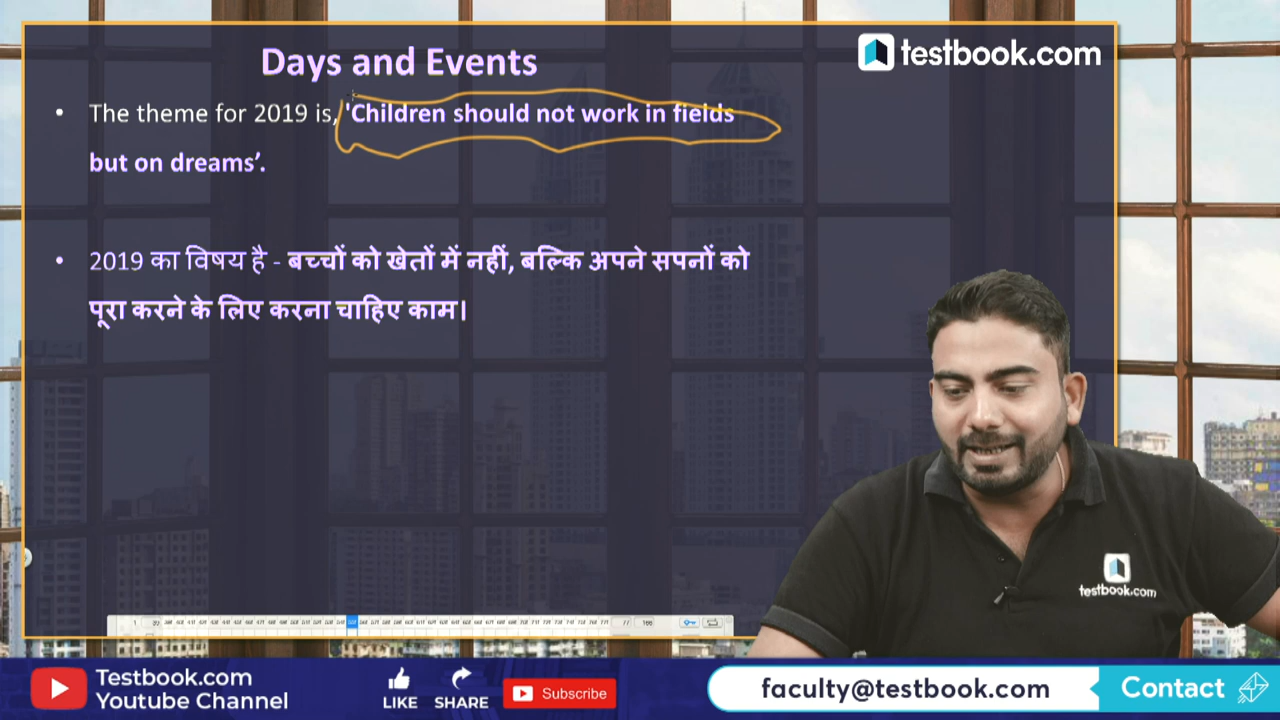 Days and Events
testbook.com
• The theme for 2019 is, 'Children should not work in fields
but on dreams’.
• 2019 का विषय है - बच्चों को खेतों में नहीं, बल्कि अपने सपनों को
पूरा करने के लिए करना चाहिए काम।
testbook.com
Testbook.com
Youtube Channel
LIKE
SHARE
Subscribe
faculty@testbook.com
Contact